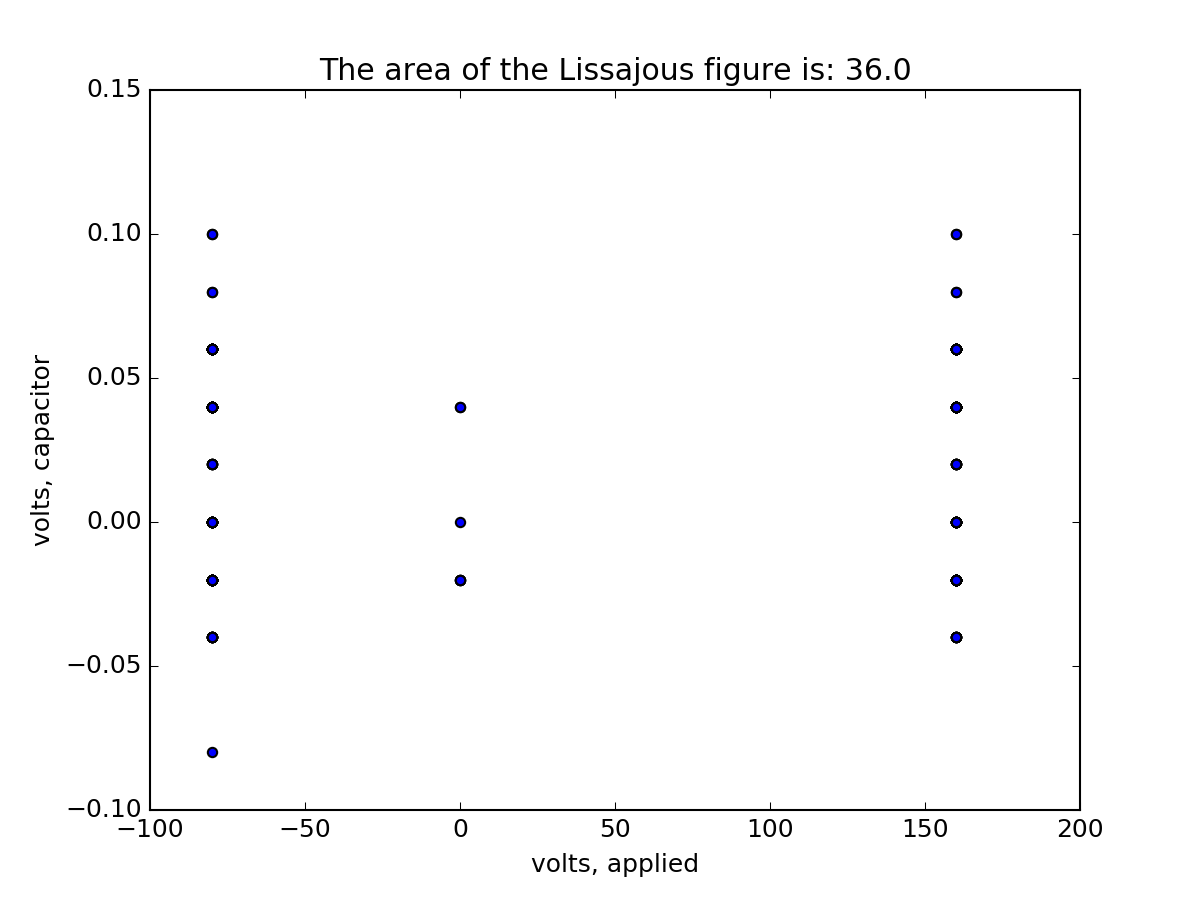 The area of the Lissajous figure is: 36.0
0.15
0.10
0.05
0.00
−0.05
−0.10
volts, capacitor
−100 −50 0 50 100 150 200
volts, applied